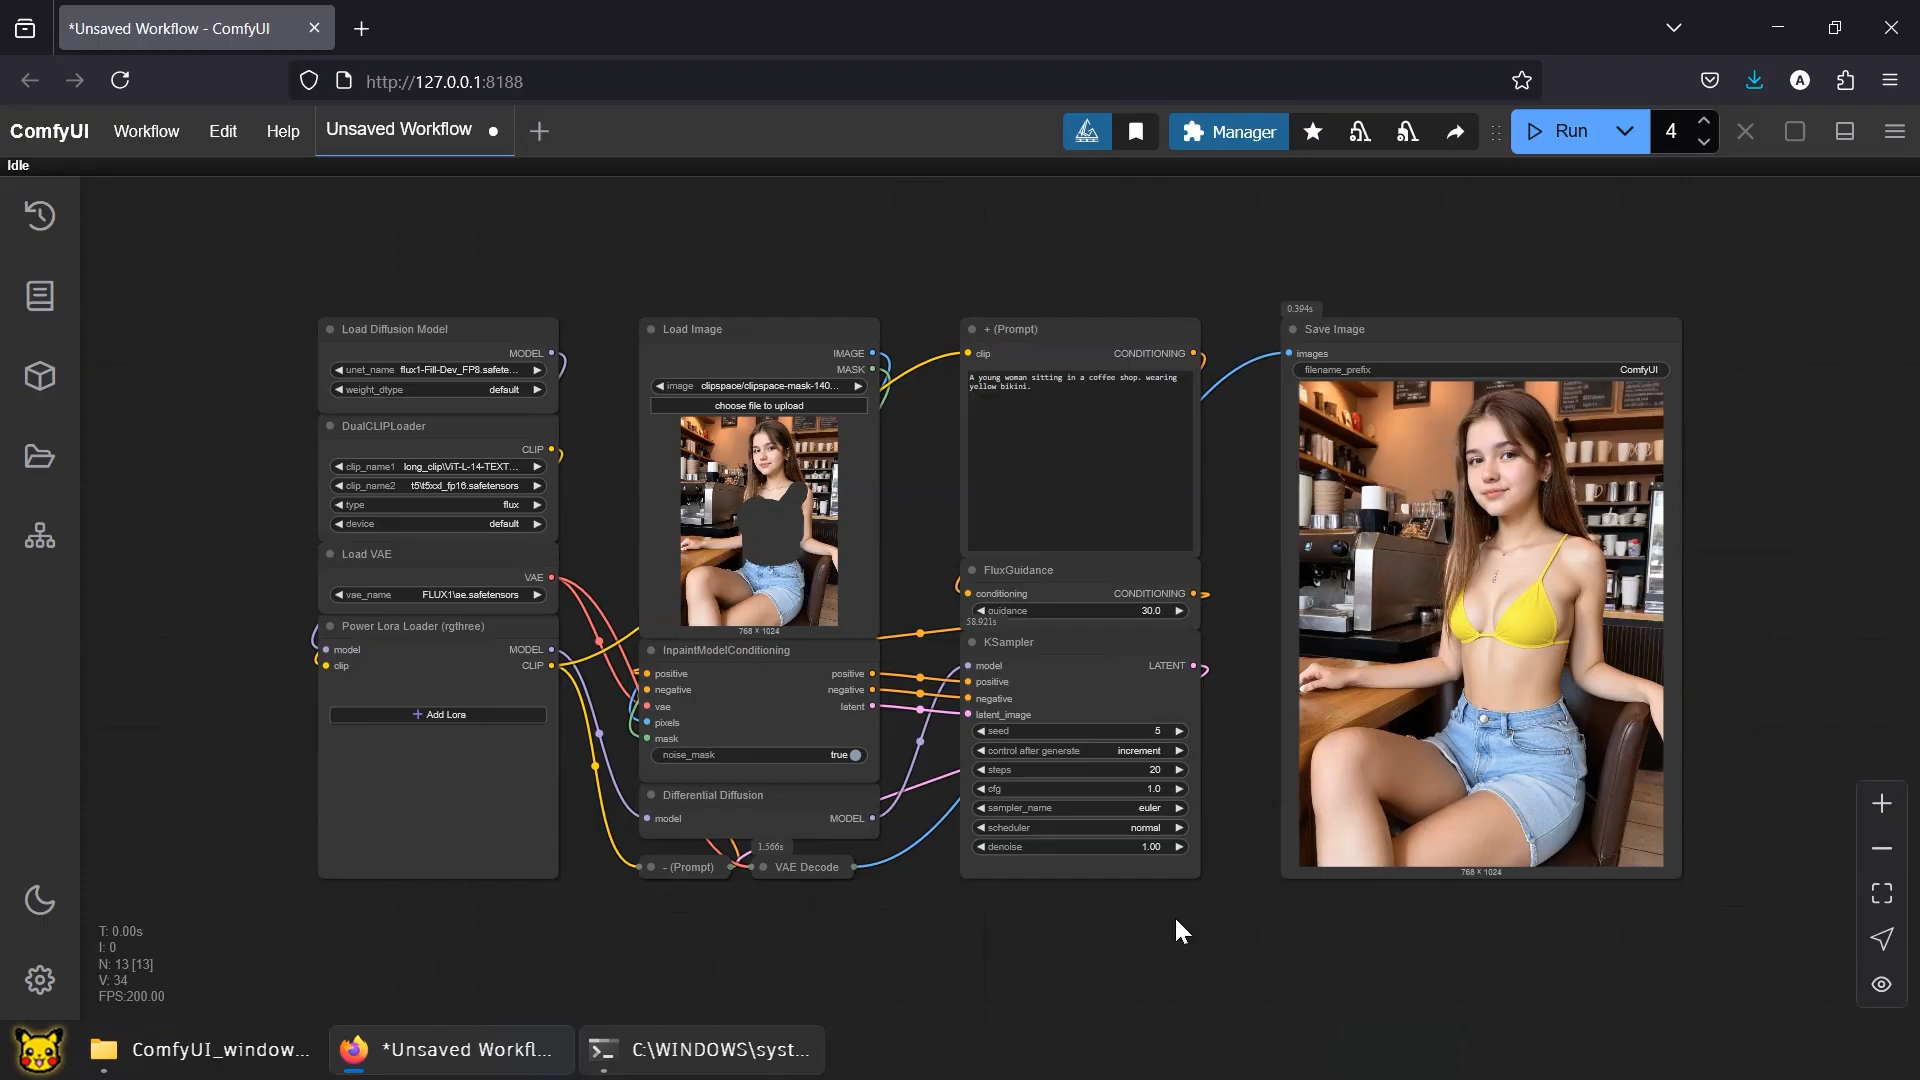 *Unsaved Workflow - ComfyUI
http://127.0.0.1:8188
ComfyUI Workflow Edit Help Unsaved Workflow
Manager
Run 4
Idle
0.394s
Load Diffusion Model
MODEL
unet_name flux1-Fill-Dev_FP8.safete...
weight_dtype default
DualCLIPLoader
CLIP
clip_name1 long_clip\ViT-L-14-TEXT...
clip_name2 t5\t5xxl_fp16.safetensors
type flux
device default
Load VAE
VAE
vae_name FLUX1\ae.safetensors
Power Lora Loader (rgthree)
model MODEL
clip CLIP
+ Add Lora
Load Image
IMAGE
MASK
image clipspace/clipspace-mask-140...
choose file to upload
768 × 1024
InpaintModelConditioning
positive positive
negative negative
vae latent
pixels
mask
noise_mask true
Differential Diffusion
model MODEL
1.566s
- (Prompt) VAE Decode
+ (Prompt)
clip CONDITIONING
A young woman sitting in a coffee shop. wearing
yellow bikini.
FluxGuidance
conditioning CONDITIONING
guidance 30.0
58.921s
KSampler
model LATENT
positive
negative
latent_image
seed 5
control after generate increment
steps 20
cfg 1.0
sampler_name euler
scheduler normal
denoise 1.00
Save Image
images
filename_prefix ComfyUI
768 × 1024
T: 0.00s
I: 0
N: 13 [13]
V: 34
FPS:200.00
ComfyUI_window...
*Unsaved Workfl...
C:\WINDOWS\syst...